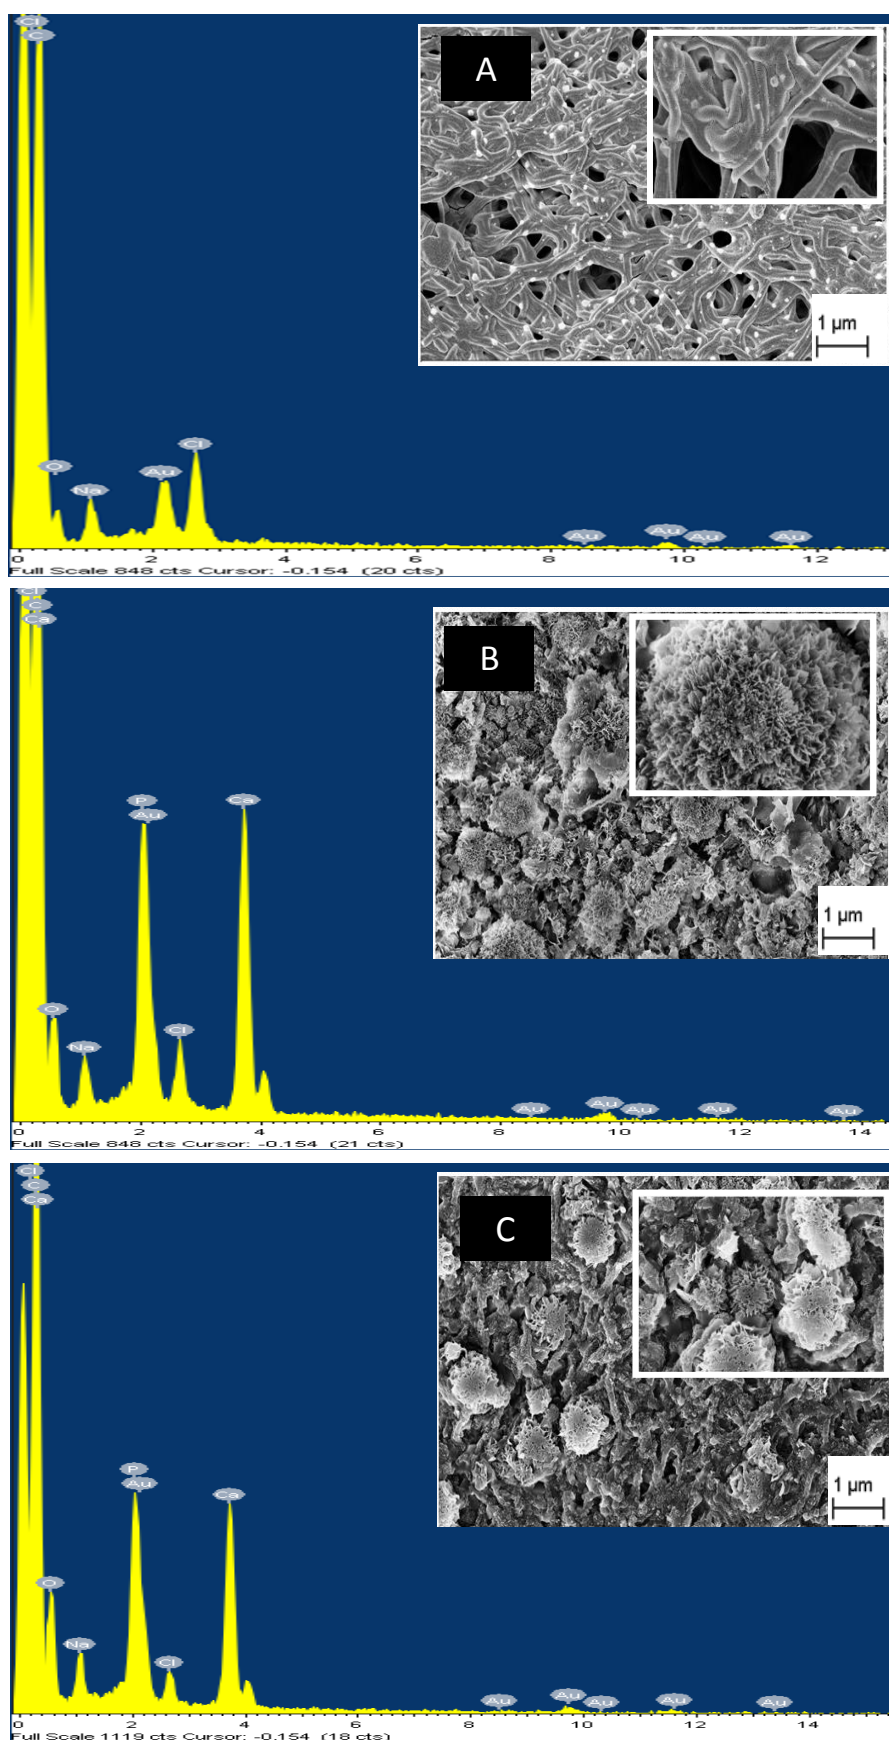 Cl
C
A
1 µm
Cl
O
Au
Na
Au Au Au Au
0 2 4 6 8 10 12
Full Scale 848 cts Cursor: -0.154 (20 cts)
Cl
C
Ca
B
P
Ca
Au
1 µm
O
Cl
Na
Au Au Au Au Au
0 2 4 6 8 10 12 14
Full Scale 848 cts Cursor: -0.154 (21 cts)
Cl
C
Ca
C
P
Au
Ca
1 µm
O
Na
Cl
Au Au Au Au Au
0 2 4 6 8 10 12 14
Full Scale 1119 cts Cursor: -0.154 (18 cts)